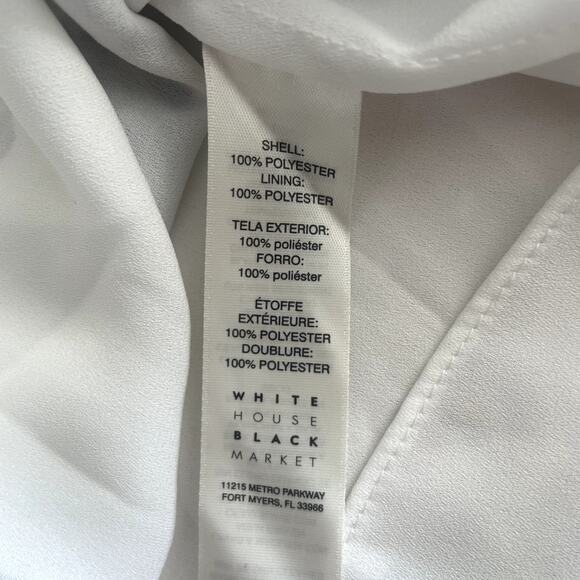 SHELL:
100% POLYESTER
LINING:
100% POLYESTER
TELA EXTERIOR:
100% poliéster
FORRO:
100% poliéster
ÉTOFFE
EXTÉRIEURE:
100% POLYESTER
DOUBLURE:
100% POLYESTER
WHITE
HOUSE
BLACK
MARKET
11215 METRO PARKWAY
FORT MYERS, FL 33966